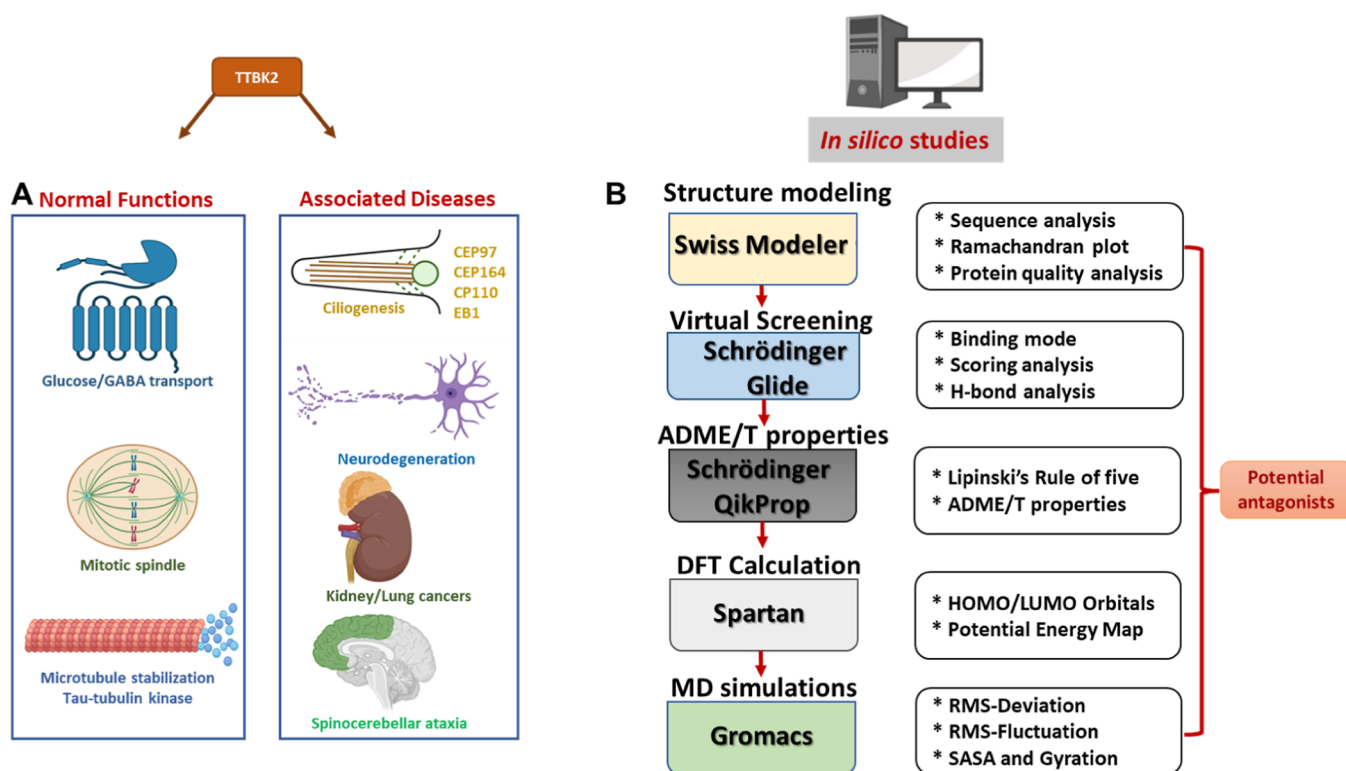 TTBK2
A
Normal Functions
Glucose/GABA transport
Mitotic spindle
Microtubule stabilization
Tau-tubulin kinase
Associated Diseases
CEP97
CEP164
CP110
EB1
Ciliogenesis
Neurodegeneration
Kidney/Lung cancers
Spinocerebellar ataxia
In silico studies
B
Structure modeling
Swiss Modeler
* Sequence analysis
* Ramachandran plot
* Protein quality analysis
Virtual Screening
Schrödinger
Glide
* Binding mode
* Scoring analysis
* H-bond analysis
ADME/T properties
Schrödinger
QikProp
* Lipinski's Rule of five
* ADME/T properties
DFT Calculation
Spartan
* HOMO/LUMO Orbitals
* Potential Energy Map
MD simulations
Gromacs
* RMS-Deviation
* RMS-Fluctuation
* SASA and Gyration
Potential
antagonists